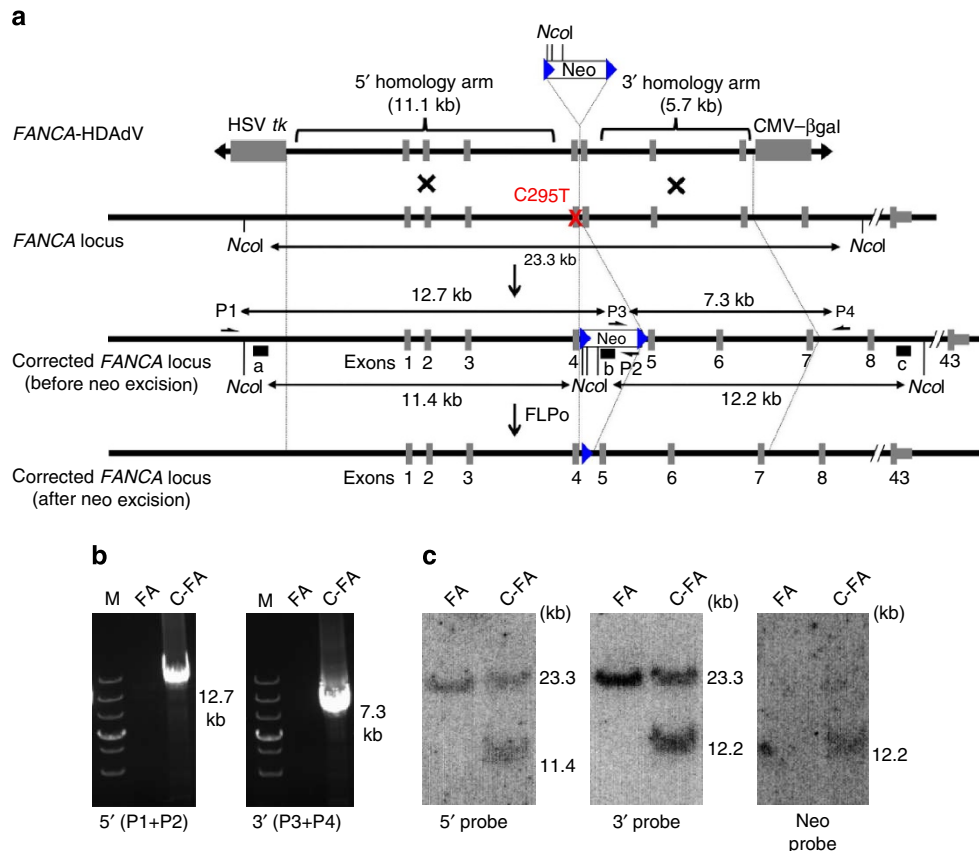 a
NcoI
Neo
5′ homology arm
(11.1 kb)
3′ homology arm
(5.7 kb)
FANCA-HDAdV
HSV tk
CMV–βgal
C295T
X
FANCA locus
NcoI
NcoI
23.3 kb
12.7 kb
7.3 kb
P1
P3
P4
Neo
Corrected FANCA locus
(before neo excision)
a
Exons 1 2 3 4 5 6 7 8 43
b
P2
c
NcoI
NcoI
NcoI
11.4 kb
12.2 kb
FLPo
Corrected FANCA locus
(after neo excision)
Exons 1 2 3 4 5 6 7 8 43
b
M FA C-FA
12.7
kb
5′ (P1+P2)
M FA C-FA
7.3
kb
3′ (P3+P4)
c
FA C-FA (kb)
23.3
11.4
5′ probe
FA C-FA (kb)
23.3
12.2
3′ probe
FA C-FA (kb)
12.2
Neo
probe